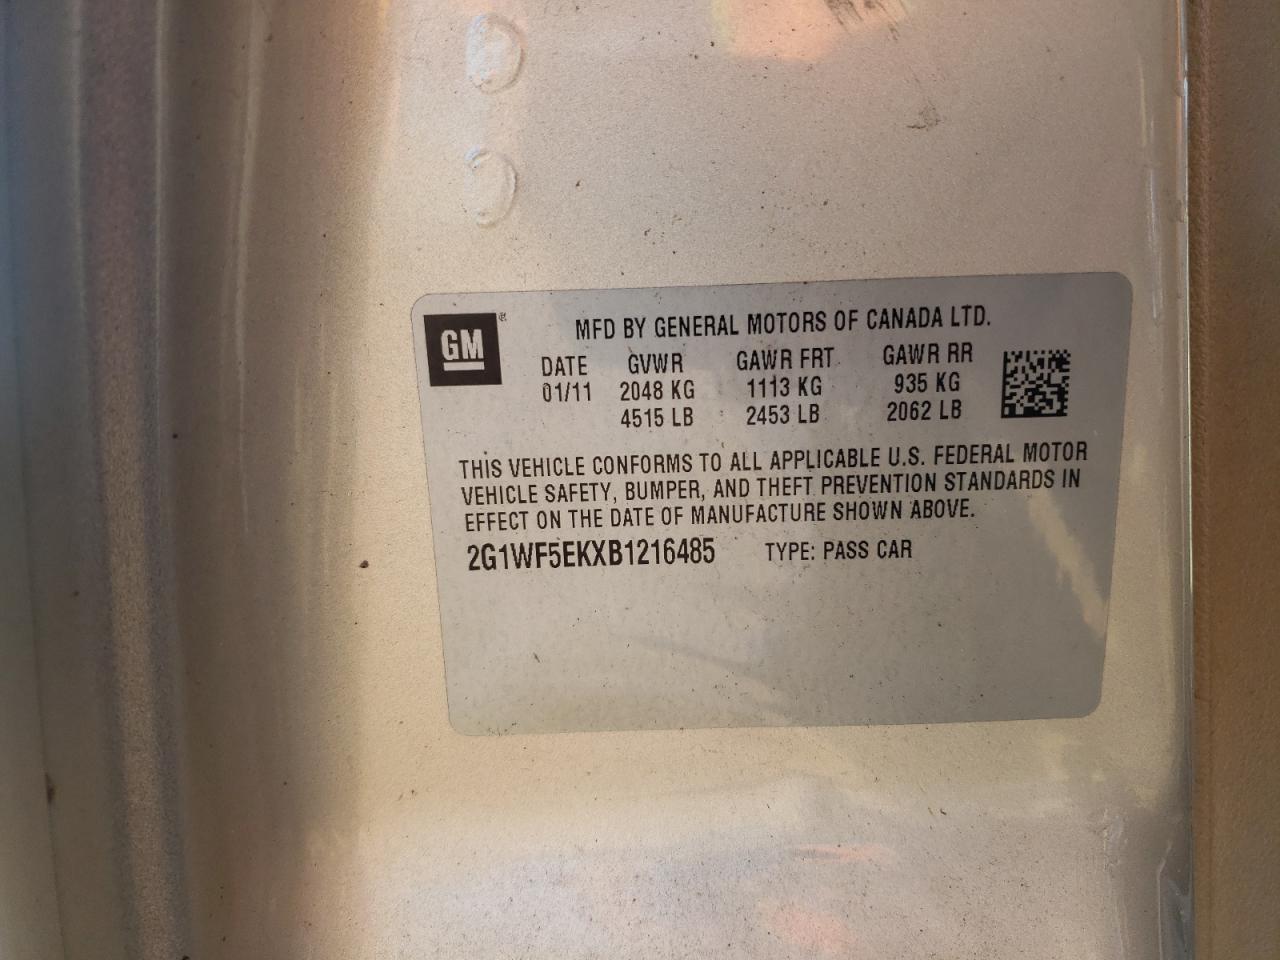 GM ®
MFD BY GENERAL MOTORS OF CANADA LTD.
DATE GVWR GAWR FRT GAWR RR
01/11 2048 KG 1113 KG 935 KG
4515 LB 2453 LB 2062 LB
THIS VEHICLE CONFORMS TO ALL APPLICABLE U.S. FEDERAL MOTOR
VEHICLE SAFETY, BUMPER, AND THEFT PREVENTION STANDARDS IN
EFFECT ON THE DATE OF MANUFACTURE SHOWN ABOVE.
2G1WF5EKXB1216485 TYPE: PASS CAR